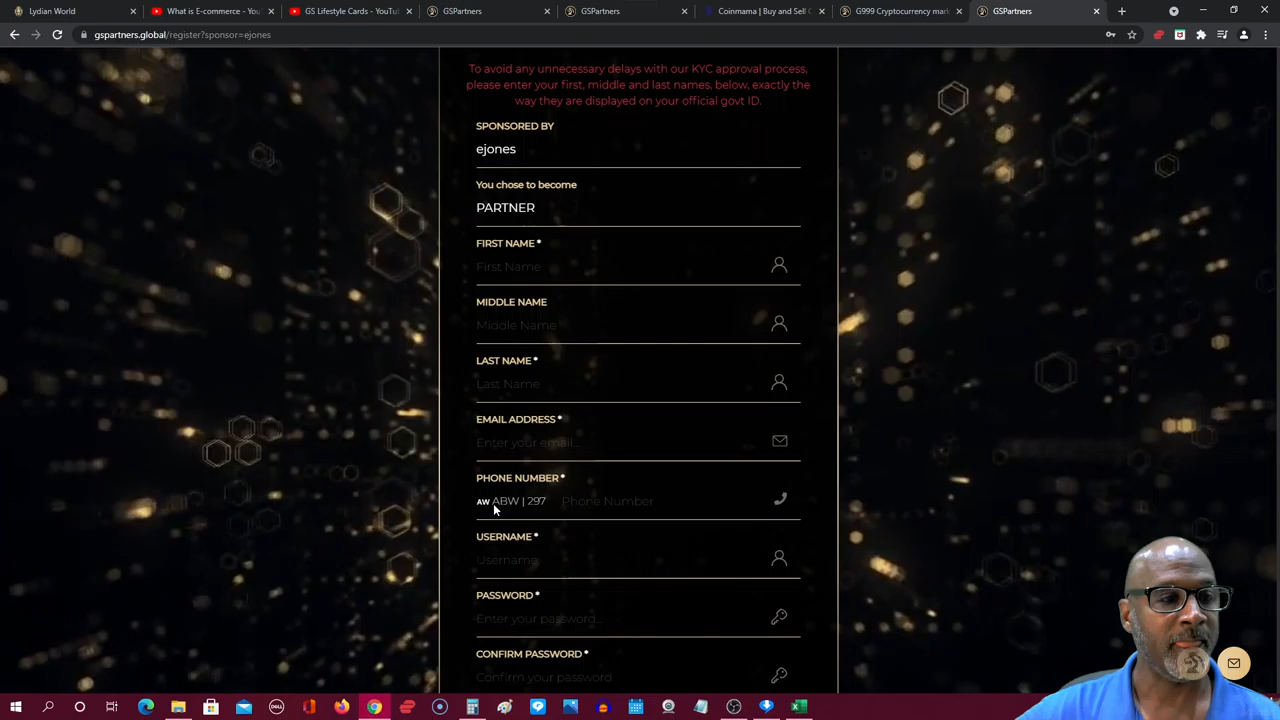 Lydian World
What is E-commerce - You
GS Lifestyle Cards - YouTu
GSPartners
GSPartners
Coinmama | Buy and Sell C
G999 Cryptocurrency mark
GSPartners
gspartners.global/register?sponsor=ejones
To avoid any unnecessary delays with our KYC approval process,
please enter your first, middle and last names, below, exactly the
way they are displayed on your official govt ID.
SPONSORED BY
ejones
You chose to become
PARTNER
FIRST NAME *
First Name
MIDDLE NAME
Middle Name
LAST NAME *
Last Name
EMAIL ADDRESS *
Enter your email...
PHONE NUMBER *
AW ABW | 297 Phone Number
USERNAME *
Username
PASSWORD *
Enter your password...
CONFIRM PASSWORD *
Confirm your password
DELL